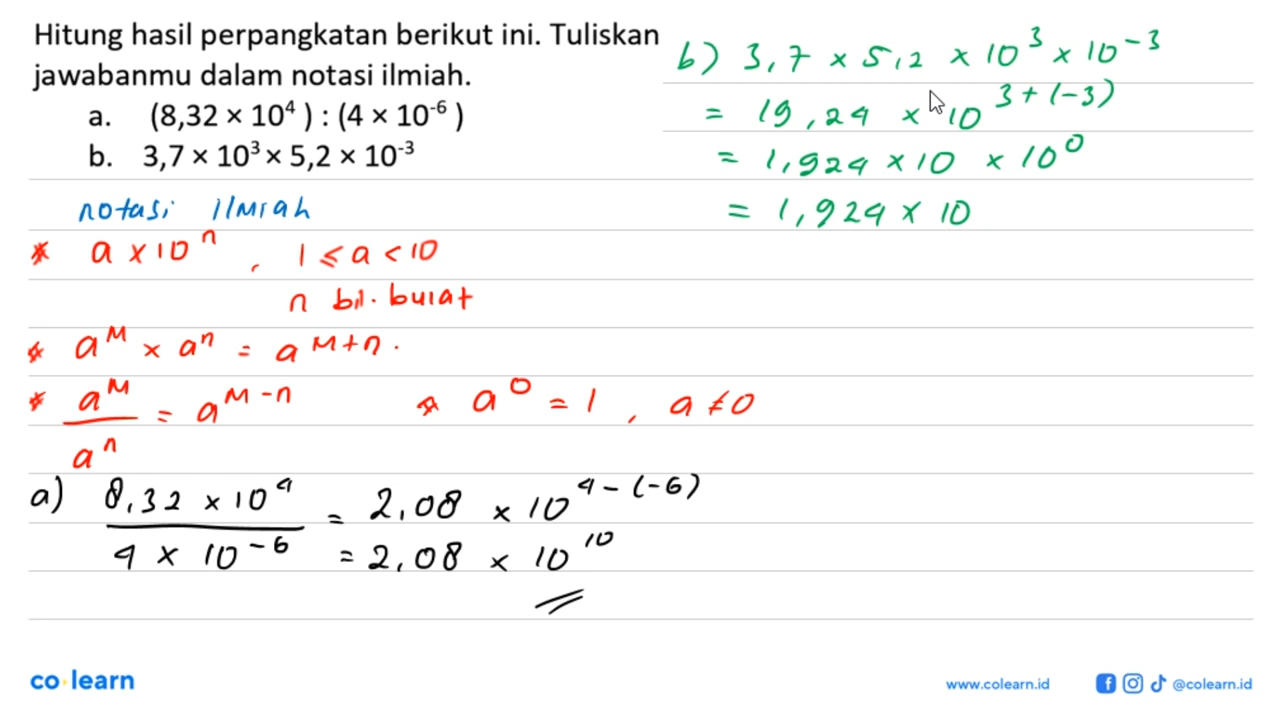 Hitung hasil perpangkatan berikut ini. Tuliskan
jawabanmu dalam notasi ilmiah.
a. (8,32 × 10⁴ ) : (4 × 10⁻⁶ )
b. 3,7 × 10³ × 5,2 × 10⁻³
notasi ilmiah
* a × 10ⁿ , 1 ≤ a < 10
n bil. bulat
* aᴹ × aⁿ = aᴹ⁺ⁿ.
* aᴹ/aⁿ = aᴹ⁻ⁿ * a⁰ = 1 , a ≠ 0
a) (8,32 × 10⁴)/(4 × 10⁻⁶) = 2,08 × 10⁴⁻⁽⁻⁶⁾
= 2,08 × 10¹⁰
b) 3,7 × 5,2 × 10³ × 10⁻³
= 19,24 × 10³⁺⁽⁻³⁾
= 1,924 × 10 × 10⁰
= 1,924 × 10
co learn
www.colearn.id
@colearn.id